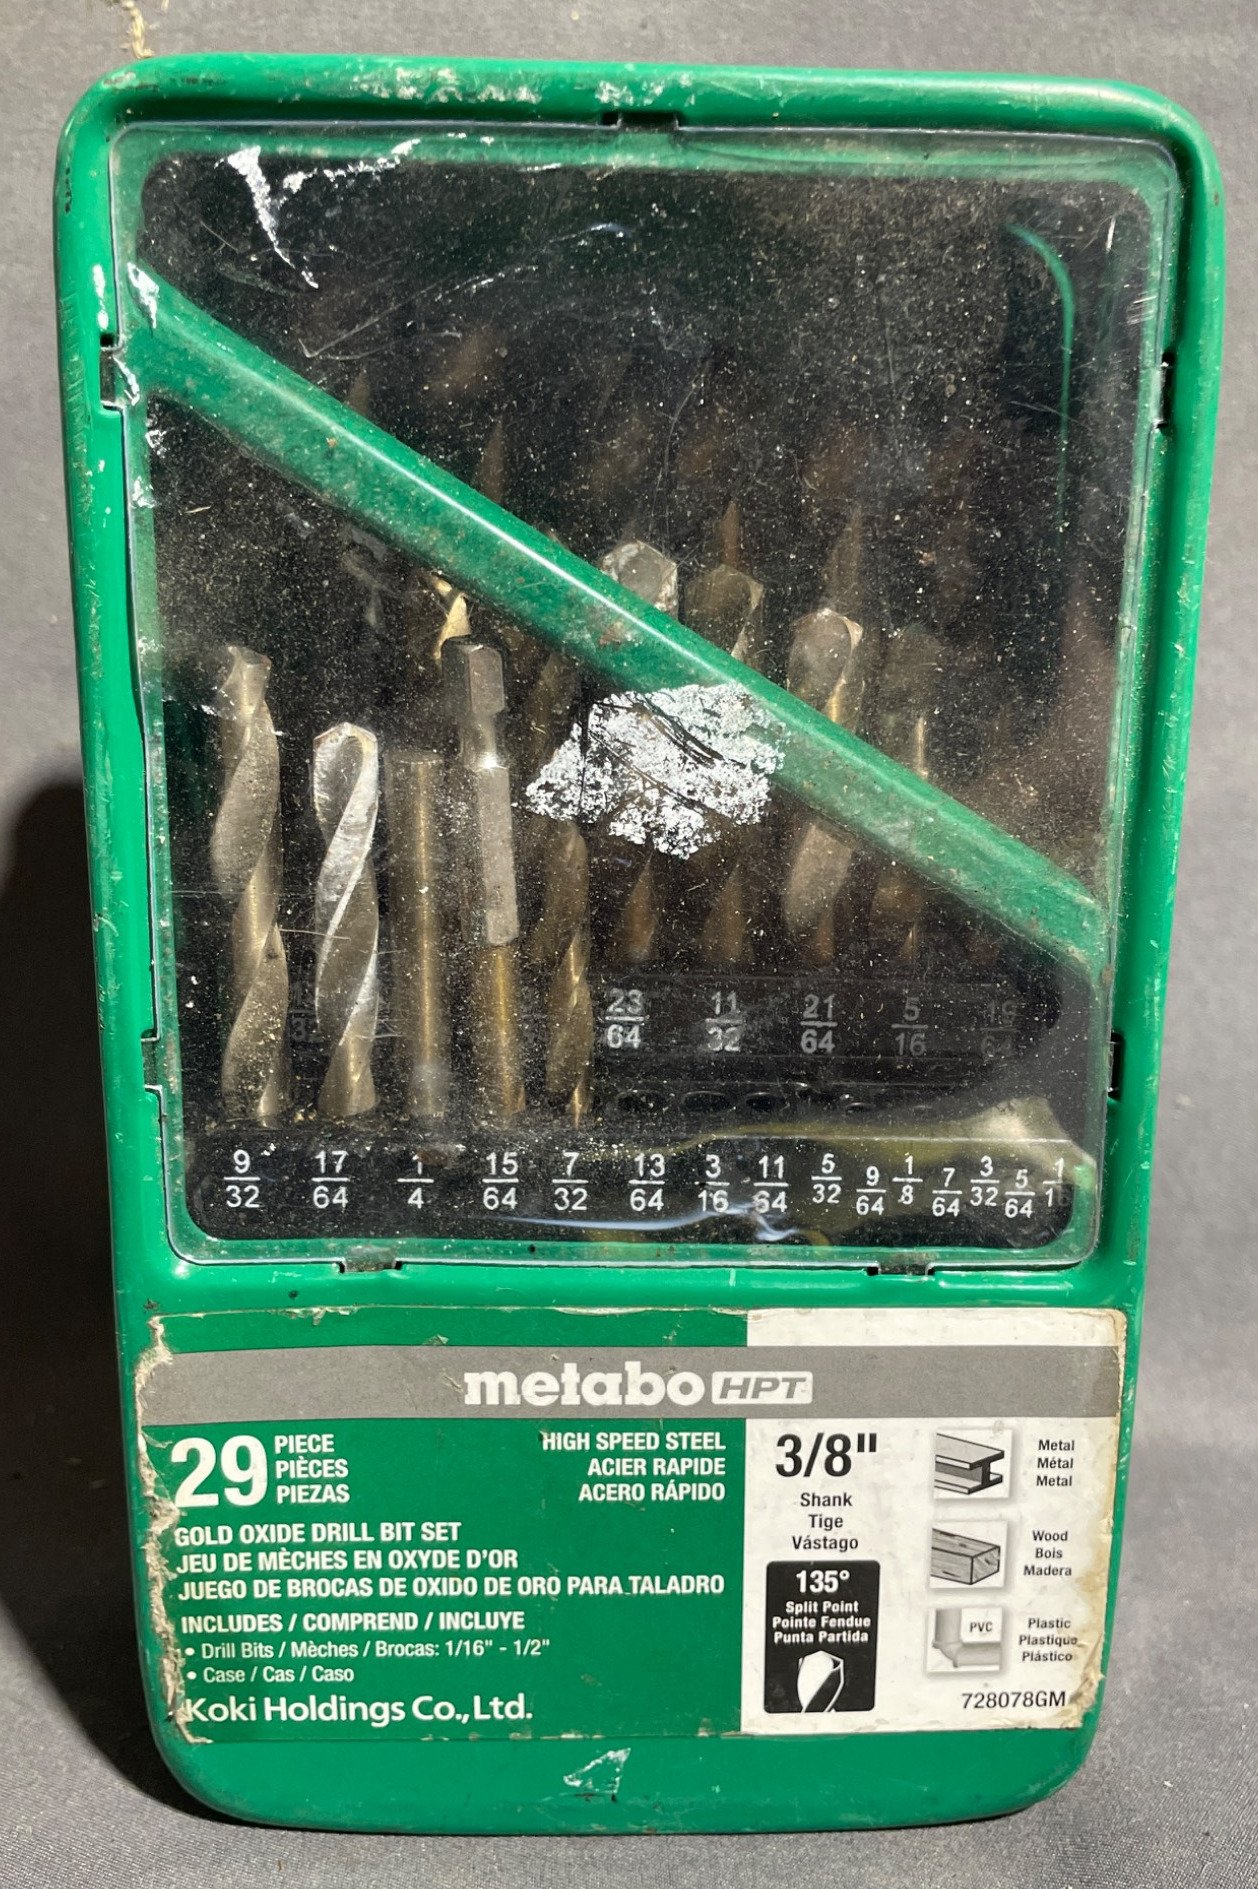 23/64 11/32 21/64 5/16 19/64
9/32 17/64 1/4 15/64 7/32 13/64 3/16 11/64 5/32 9/64 1/8 7/64 3/32 5/64
metabo HPT
29 PIECE
PIÈCES
PIEZAS
HIGH SPEED STEEL
ACIER RAPIDE
ACERO RÁPIDO
GOLD OXIDE DRILL BIT SET
JEU DE MÈCHES EN OXYDE D'OR
JUEGO DE BROCAS DE OXIDO DE ORO PARA TALADRO
INCLUDES / COMPREND / INCLUYE
• Drill Bits / Mèches / Brocas: 1/16" - 1/2"
• Case / Cas / Caso
Koki Holdings Co., Ltd.
3/8"
Shank
Tige
Vástago
135°
Split Point
Pointe Fendue
Punta Partida
Metal
Métal
Metal
Wood
Bois
Madera
PVC
Plastic
Plastique
Plástico
728078GM